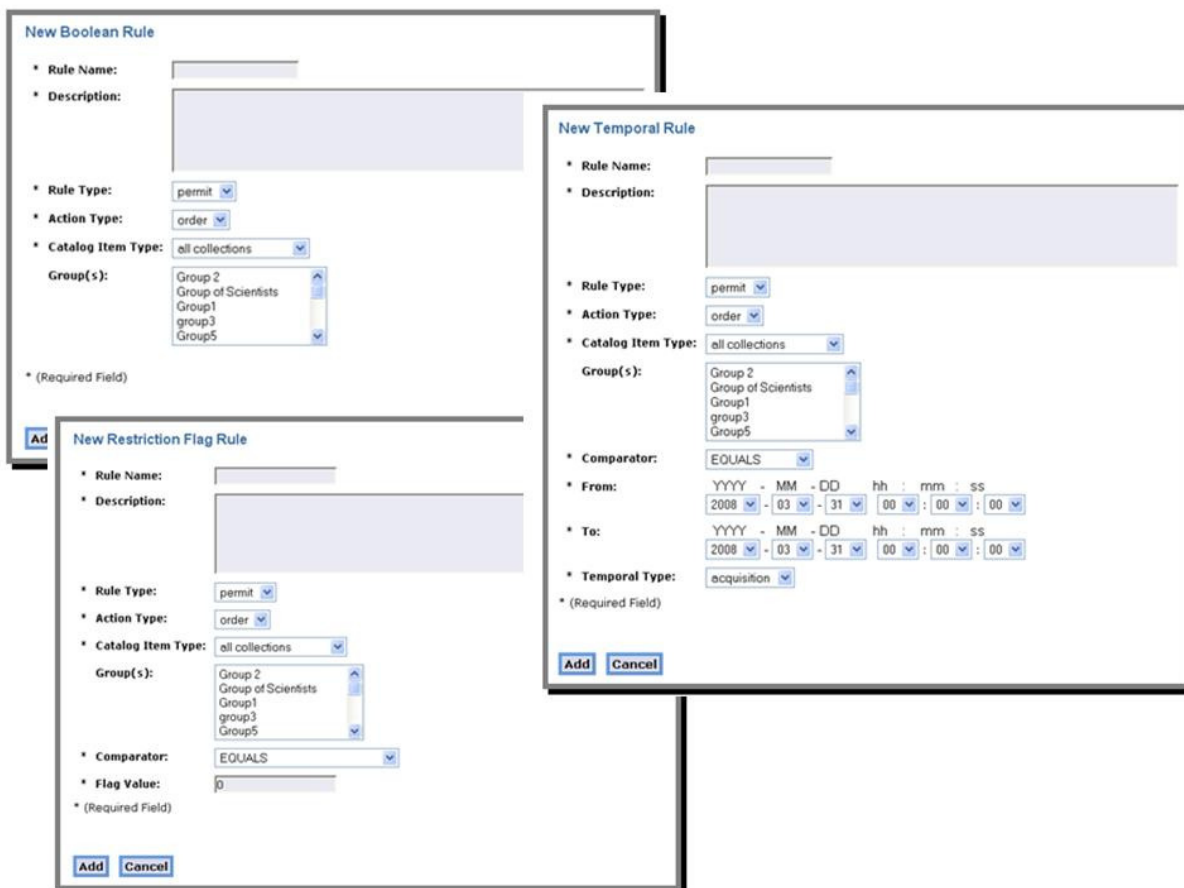 New Boolean Rule
* Rule Name:
* Description:
* Rule Type: permit
* Action Type: order
* Catalog Item Type: all collections
Group(s):
Group 2
Group of Scientists
Group1
group3
Group5
* (Required Field)
Ad
New Temporal Rule
* Rule Name:
* Description:
* Rule Type: permit
* Action Type: order
* Catalog Item Type: all collections
Group(s):
Group 2
Group of Scientists
Group1
group3
Group5
* Comparator: EQUALS
* From: YYYY - MM - DD hh : mm : ss
2008 - 03 - 31 00 : 00 : 00
* To: YYYY - MM - DD hh : mm : ss
2008 - 03 - 31 00 : 00 : 00
* Temporal Type: acquisition
* (Required Field)
Add Cancel
New Restriction Flag Rule
* Rule Name:
* Description:
* Rule Type: permit
* Action Type: order
* Catalog Item Type: all collections
Group(s):
Group 2
Group of Scientists
Group1
group3
Group5
* Comparator: EQUALS
* Flag Value: 0
* (Required Field)
Add Cancel